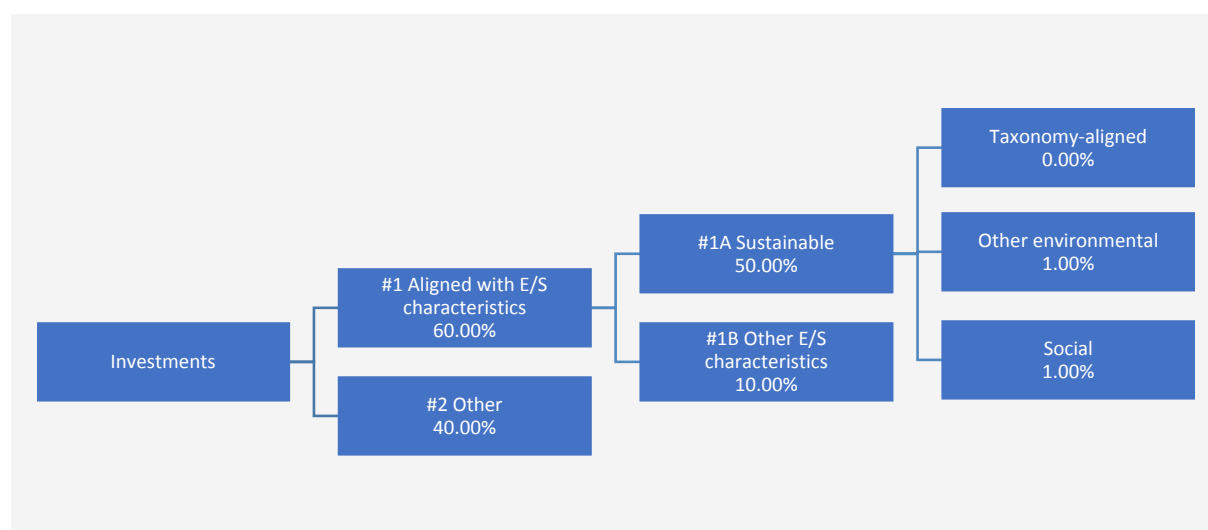 Investments
#1 Aligned with E/S
characteristics
60.00%
#2 Other
40.00%
#1A Sustainable
50.00%
#1B Other E/S
characteristics
10.00%
Taxonomy-aligned
0.00%
Other environmental
1.00%
Social
1.00%